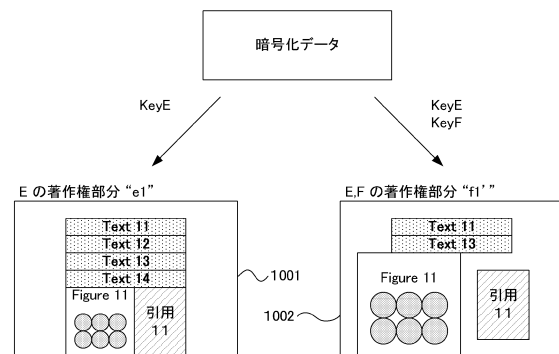 暗号化データ
KeyE
KeyE
KeyF
E の著作権部分 “e1”
Text 11
Text 12
Text 13
Text 14
Figure 11
引用
11
1001
E,F の著作権部分 “f1’”
Text 11
Text 13
Figure 11
引用
11
1002